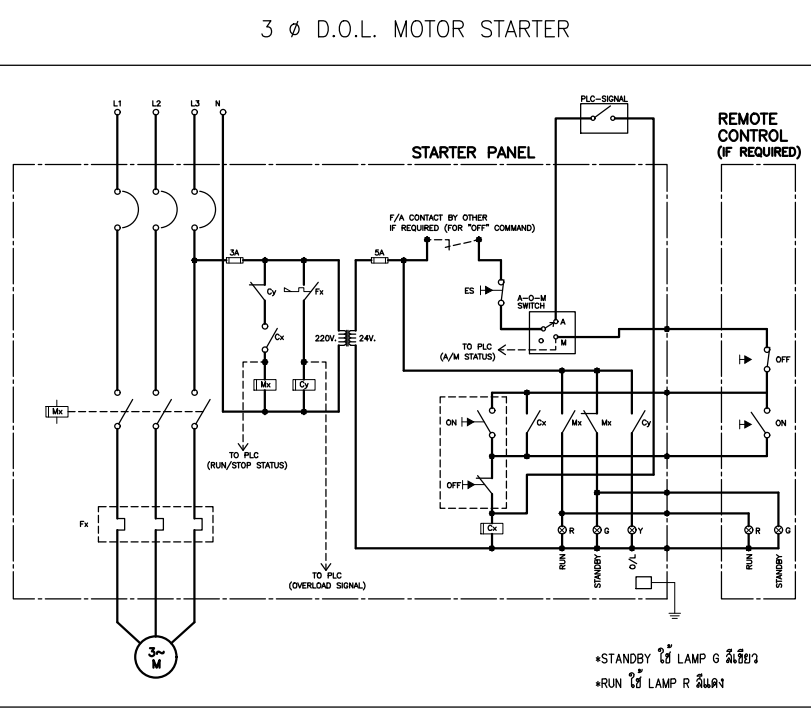 3 ø D.O.L. MOTOR STARTER
L1 L2 L3 N
PLC-SIGNAL
REMOTE
CONTROL
(IF REQUIRED)
STARTER PANEL
F/A CONTACT BY OTHER
IF REQUIRED (FOR "OFF" COMMAND)
3A
5A
Cy
Fx
ES
A-O-M
SWITCH
A
M
Cx
220V.
24V.
TO PLC
(A/M STATUS)
OFF
Mx
Cy
Mx
ON
Cx
Mx
Mx
Cy
ON
TO PLC
(RUN/STOP STATUS)
OFF
Fx
Cx
R
G
Y
R
G
RUN
STANDBY
O/L
RUN
STANDBY
TO PLC
(OVERLOAD SIGNAL)
3~
M
*STANDBY ใช้ LAMP G สีเขียว
*RUN ใช้ LAMP R สีแดง